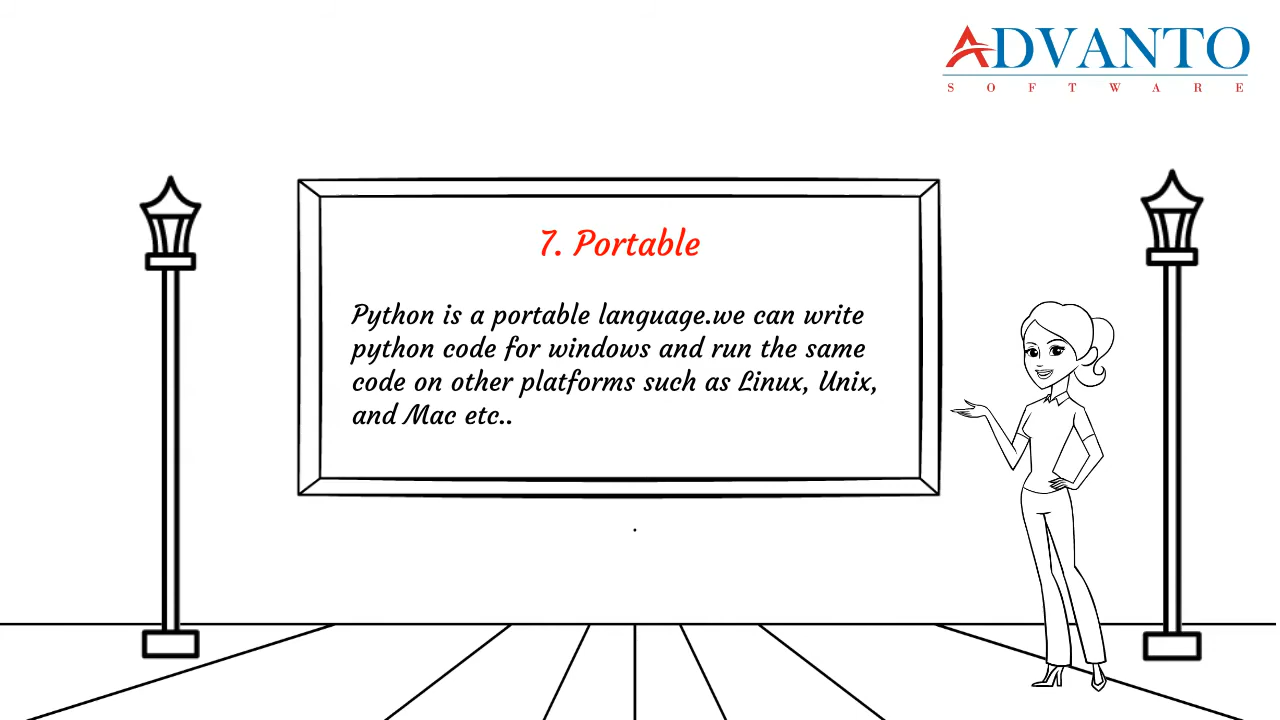 ADVANTO
SOFTWARE
7. Portable
Python is a portable language.we can write
python code for windows and run the same
code on other platforms such as Linux, Unix,
and Mac etc..